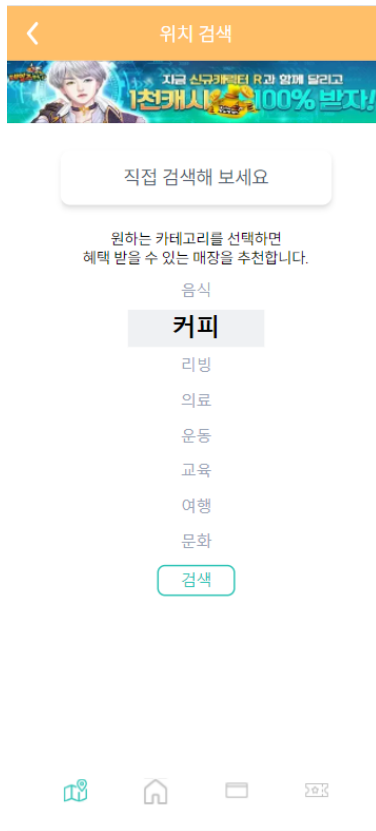 위치 검색
지금 신규캐릭터 R과 함께 달리고
1천캐시 100% 받자!
직접 검색해 보세요
원하는 카테고리를 선택하면
혜택 받을 수 있는 매장을 추천합니다.
음식
커피
리빙
의료
운동
교육
여행
문화
검색